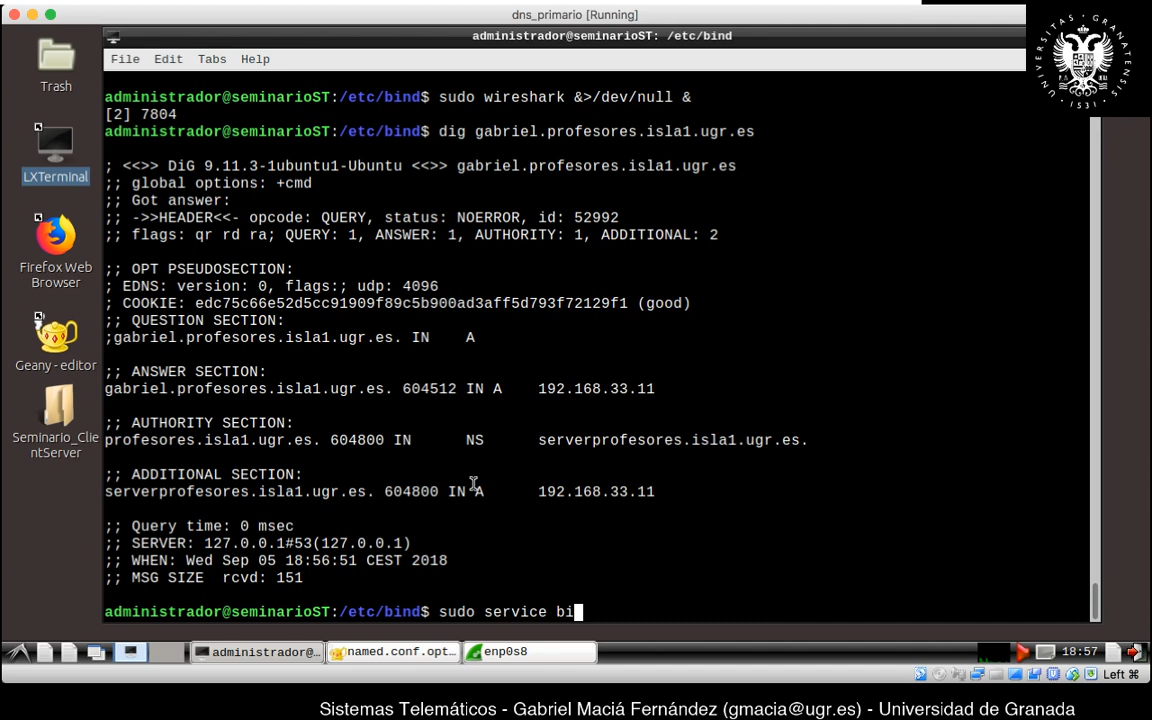 dns_primario [Running]
administrador@seminarioST: /etc/bind
File Edit Tabs Help
Trash
LXTerminal
Firefox Web
Browser
Geany - editor
Seminario_Clie
ntServer
administrador@seminarioST:/etc/bind$ sudo wireshark &>/dev/null &
[2] 7804
administrador@seminarioST:/etc/bind$ dig gabriel.profesores.isla1.ugr.es
; <<>> DiG 9.11.3-1ubuntu1-Ubuntu <<>> gabriel.profesores.isla1.ugr.es
;; global options: +cmd
;; Got answer:
;; ->>HEADER<<- opcode: QUERY, status: NOERROR, id: 52992
;; flags: qr rd ra; QUERY: 1, ANSWER: 1, AUTHORITY: 1, ADDITIONAL: 2
;; OPT PSEUDOSECTION:
; EDNS: version: 0, flags:; udp: 4096
; COOKIE: edc75c66e52d5cc91909f89c5b900ad3aff5d793f72129f1 (good)
;; QUESTION SECTION:
;gabriel.profesores.isla1.ugr.es. IN A
;; ANSWER SECTION:
gabriel.profesores.isla1.ugr.es. 604512 IN A 192.168.33.11
;; AUTHORITY SECTION:
profesores.isla1.ugr.es. 604800 IN NS serverprofesores.isla1.ugr.es.
;; ADDITIONAL SECTION:
serverprofesores.isla1.ugr.es. 604800 IN A 192.168.33.11
;; Query time: 0 msec
;; SERVER: 127.0.0.1#53(127.0.0.1)
;; WHEN: Wed Sep 05 18:56:51 CEST 2018
;; MSG SIZE rcvd: 151
administrador@seminarioST:/etc/bind$ sudo service bi
administrador@... named.conf.opt... enp0s8 18:57
Left ⌘
UNIVERSITAS GRANATENSIS
1531
Sistemas Telemáticos - Gabriel Maciá Fernández (gmacia@ugr.es) - Universidad de Granada